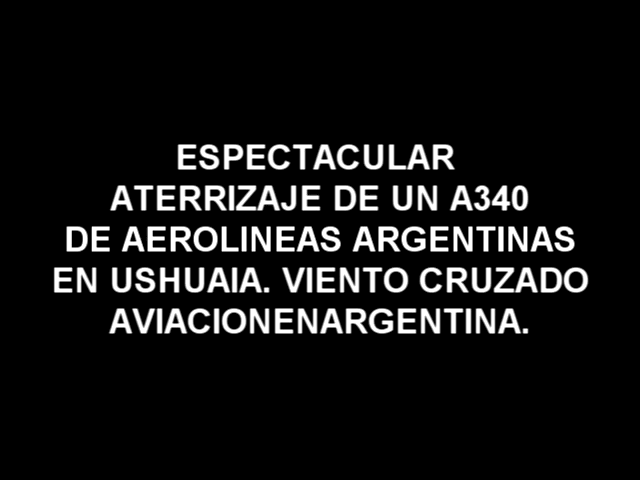 ESPECTACULAR
ATERRIZAJE DE UN A340
DE AEROLINEAS ARGENTINAS
EN USHUAIA. VIENTO CRUZADO
AVIACIONENARGENTINA.